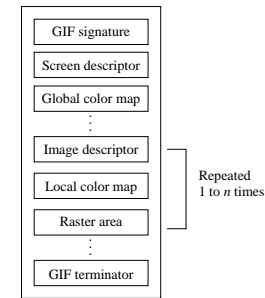 GIF signature
Screen descriptor
Global color map
Image descriptor
Local color map
Raster area
GIF terminator
Repeated
1 to n times